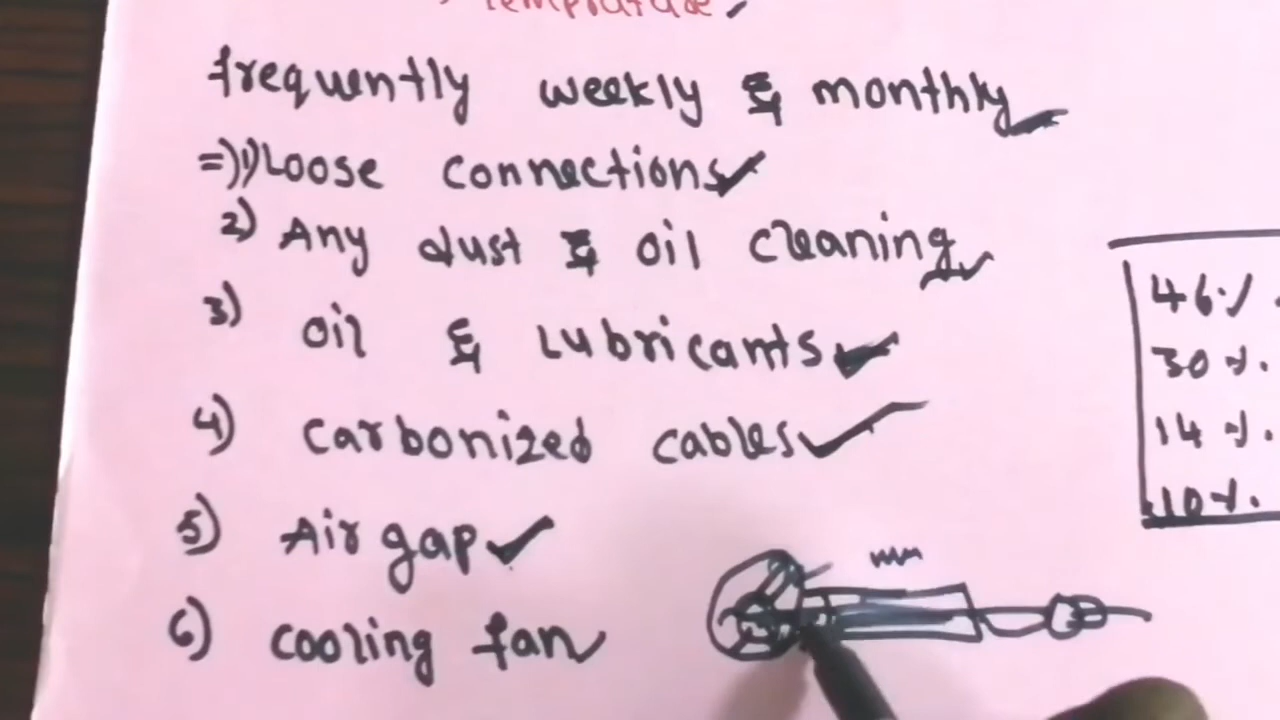 Temprature
frequently weekly & monthly
=> 1) Loose connections ✓
2) Any dust & oil cleaning ✓
3) oil & Lubricants ✓
4) carbonized cables ✓
5) Air gap ✓
6) cooling fan
46%
30%
14%
10%